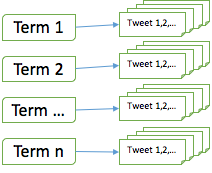 Term 1
Tweet 1,2,...
Term 2
Tweet 1,2,...
Term ...
Tweet 1,2,...
Term n
Tweet 1,2,...